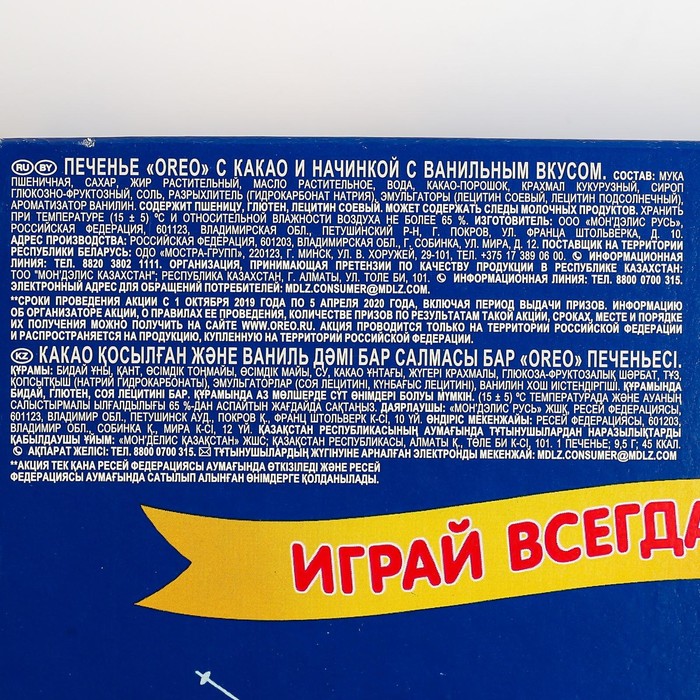 RU BY ПЕЧЕНЬЕ «OREO» С КАКАО И НАЧИНКОЙ С ВАНИЛЬНЫМ ВКУСОМ. СОСТАВ: МУКА
ПШЕНИЧНАЯ, САХАР, ЖИР РАСТИТЕЛЬНЫЙ, МАСЛО РАСТИТЕЛЬНОЕ, ВОДА, КАКАО-ПОРОШОК, КРАХМАЛ КУКУРУЗНЫЙ, СИРОП
ГЛЮКОЗНО-ФРУКТОЗНЫЙ, СОЛЬ, РАЗРЫХЛИТЕЛЬ (ГИДРОКАРБОНАТ НАТРИЯ), ЭМУЛЬГАТОРЫ (ЛЕЦИТИН СОЕВЫЙ, ЛЕЦИТИН ПОДСОЛНЕЧНЫЙ),
АРОМАТИЗАТОР ВАНИЛИН. СОДЕРЖИТ ПШЕНИЦУ, ГЛЮТЕН, ЛЕЦИТИН СОЕВЫЙ. МОЖЕТ СОДЕРЖАТЬ СЛЕДЫ МОЛОЧНЫХ ПРОДУКТОВ. ХРАНИТЬ
ПРИ ТЕМПЕРАТУРЕ (15 ± 5) °С И ОТНОСИТЕЛЬНОЙ ВЛАЖНОСТИ ВОЗДУХА НЕ БОЛЕЕ 65 %. ИЗГОТОВИТЕЛЬ: ООО «МОН'ДЭЛИС РУСЬ»,
РОССИЙСКАЯ ФЕДЕРАЦИЯ, 601123, ВЛАДИМИРСКАЯ ОБЛ., ПЕТУШИНСКИЙ Р-Н, Г. ПОКРОВ, УЛ. ФРАНЦА ШТОЛЬВЕРКА, Д. 10.
АДРЕС ПРОИЗВОДСТВА: РОССИЙСКАЯ ФЕДЕРАЦИЯ, 601203, ВЛАДИМИРСКАЯ ОБЛ., Г. СОБИНКА, УЛ. МИРА, Д. 12. ПОСТАВЩИК НА ТЕРРИТОРИИ
РЕСПУБЛИКИ БЕЛАРУСЬ: ОДО «МОСТРА-ГРУПП», 220124, Г. МИНСК, УЛ. В. ХОРУЖЕЙ, 29-101, ТЕЛ. +375 17 389 06 00. ИНФОРМАЦИОННАЯ
ЛИНИЯ: ТЕЛ. 8820 3802 1111. ОРГАНИЗАЦИЯ, ПРИНИМАЮЩАЯ ПРЕТЕНЗИИ ПО КАЧЕСТВУ ПРОДУКЦИИ В РЕСПУБЛИКЕ КАЗАХСТАН:
ТОО "МОН'ДЭЛИС КАЗАХСТАН"; РЕСПУБЛИКА КАЗАХСТАН, Г. АЛМАТЫ, УЛ. ТОЛЕ БИ, 101. ИНФОРМАЦИОННАЯ ЛИНИЯ: ТЕЛ. 8800 0700 315.
ЭЛЕКТРОННЫЙ АДРЕС ДЛЯ ОБРАЩЕНИЙ ПОТРЕБИТЕЛЕЙ: MDLZ.CONSUMER@MDLZ.COM.
**СРОКИ ПРОВЕДЕНИЯ АКЦИИ С 1 ОКТЯБРЯ 2019 ГОДА ПО 5 АПРЕЛЯ 2020 ГОДА, ВКЛЮЧАЯ ПЕРИОД ВЫДАЧИ ПРИЗОВ. ИНФОРМАЦИЮ
ОБ ОРГАНИЗАТОРЕ АКЦИИ, О ПРАВИЛАХ ЕЕ ПРОВЕДЕНИЯ, КОЛИЧЕСТВЕ ПРИЗОВ ПО РЕЗУЛЬТАТАМ ТАКОЙ АКЦИИ, СРОКАХ, МЕСТЕ И ПОРЯДКЕ
ИХ ПОЛУЧЕНИЯ МОЖНО ПОЛУЧИТЬ НА САЙТЕ WWW.OREO.RU. АКЦИЯ ПРОВОДИТСЯ ТОЛЬКО НА ТЕРРИТОРИИ РОССИЙСКОЙ ФЕДЕРАЦИИ
И РАСПРОСТРАНЯЕТСЯ НА ПРОДУКЦИЮ, КУПЛЕННУЮ НА ТЕРРИТОРИИ РОССИЙСКОЙ ФЕДЕРАЦИИ.
KZ КАКАО ҚОСЫЛҒАН ЖӘНЕ ВАНИЛЬ ДӘМІ БАР САЛМАСЫ БАР «OREO» ПЕЧЕНЬЕСІ.
ҚҰРАМЫ: БИДАЙ ҰНЫ, ҚАНТ, ӨСІМДІК ТОҢМАЙЫ, ӨСІМДІК МАЙЫ, СУ, КАКАО ҰНТАҒЫ, ЖҮГЕРІ КРАХМАЛЫ, ГЛЮКОЗА-ФРУКТОЗАЛЫҚ ШӘРБАТ, ТҰЗ,
ҚОПСЫТҚЫШ (НАТРИЙ ГИДРОКАРБОНАТЫ), ЭМУЛЬГАТОРЛАР (СОЯ ЛЕЦИТИНІ, КҮНБАҒЫС ЛЕЦИТИНІ), ВАНИЛИН ХОШ ИІСТЕНДІРГІШІ. ҚҰРАМЫНДА
БИДАЙ, ГЛЮТЕН, СОЯ ЛЕЦИТИНІ БАР. ҚҰРАМЫНДА АЗ МӨЛШЕРДЕ СҮТ ӨНІМДЕРІ БОЛУЫ МҮМКІН. (15 ± 5) °С ТЕМПЕРАТУРАДА ЖӘНЕ АУАНЫҢ
САЛЫСТЫРМАЛЫ ЫЛҒАЛДЫЛЫҒЫ 65 %-ДАН АСПАЙТЫН ЖАҒДАЙДА САҚТАҢЫЗ. ДАЯРЛАУШЫ: «МОН'ДЭЛИС РУСЬ» ЖШҚ, РЕСЕЙ ФЕДЕРАЦИЯСЫ,
601123, ВЛАДИМИР ОБЛ., ПЕТУШИНСК АУД., ПОКРОВ Қ., ФРАНЦ ШТОЛЬВЕРК К-СІ, 10 ҮЙ. ӨНДІРІС МЕКЕНЖАЙЫ: РЕСЕЙ ФЕДЕРАЦИЯСЫ, 601203,
ВЛАДИМИР ОБЛ., СОБИНКА Қ., МИРА К-СІ, 12 ҮЙ. ҚАЗАҚСТАН РЕСПУБЛИКАСЫНЫҢ АУМАҒЫНДА ТҰТЫНУШЫЛАРДАН НАРАЗЫЛЫҚТАРДЫ
ҚАБЫЛДАУШЫ ҰЙЫМ: «МОН'ДЕЛИС ҚАЗАҚСТАН» ЖШС; ҚАЗАҚСТАН РЕСПУБЛИКАСЫ, АЛМАТЫ Қ., ТӨЛЕ БИ К-СІ, 101. 1 ПЕЧЕНЬЕ; 9,5 Г; 45 ККАЛ.
АҚПАРАТ ЖЕЛІСІ: ТЕЛ. 8800 0700 315. ТҰТЫНУШЫЛАРДЫҢ ЖҮГІНУІНЕ АРНАЛҒАН ЭЛЕКТРОНДЫ МЕКЕНЖАЙ: MDLZ.CONSUMER@MDLZ.COM
**АКЦИЯ ТЕК ҚАНА РЕСЕЙ ФЕДЕРАЦИЯСЫ АУМАҒЫНДА ӨТКІЗІЛЕДІ ЖӘНЕ РЕСЕЙ
ФЕДЕРАЦИЯСЫ АУМАҒЫНДА САТЫЛЫП АЛЫНҒАН ӨНІМДЕРГЕ ҚОЛДАНЫЛАДЫ.
ИГРАЙ ВСЕГДА